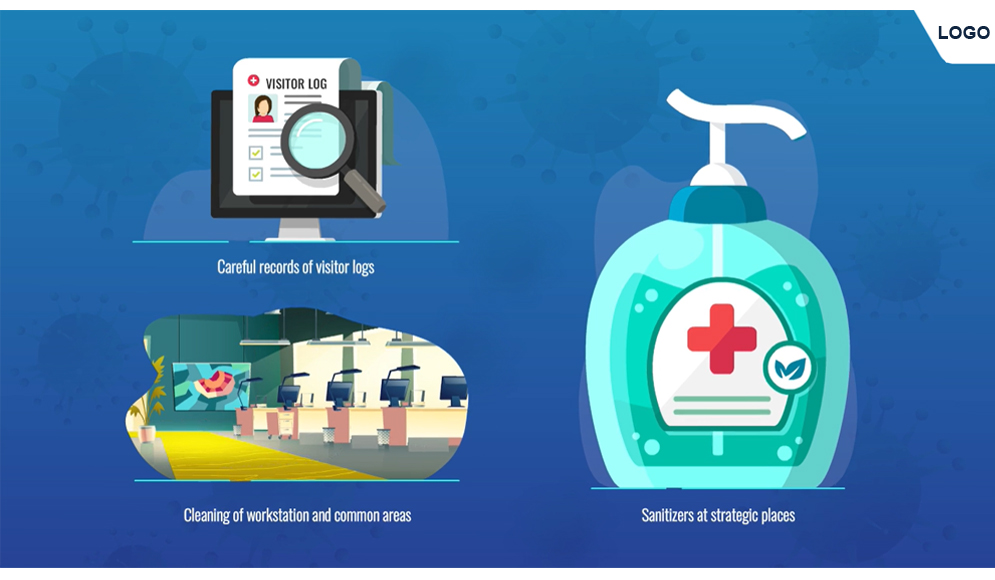 LOGO
VISITOR LOG
Careful records of visitor logs
Cleaning of workstation and common areas
Sanitizers at strategic places